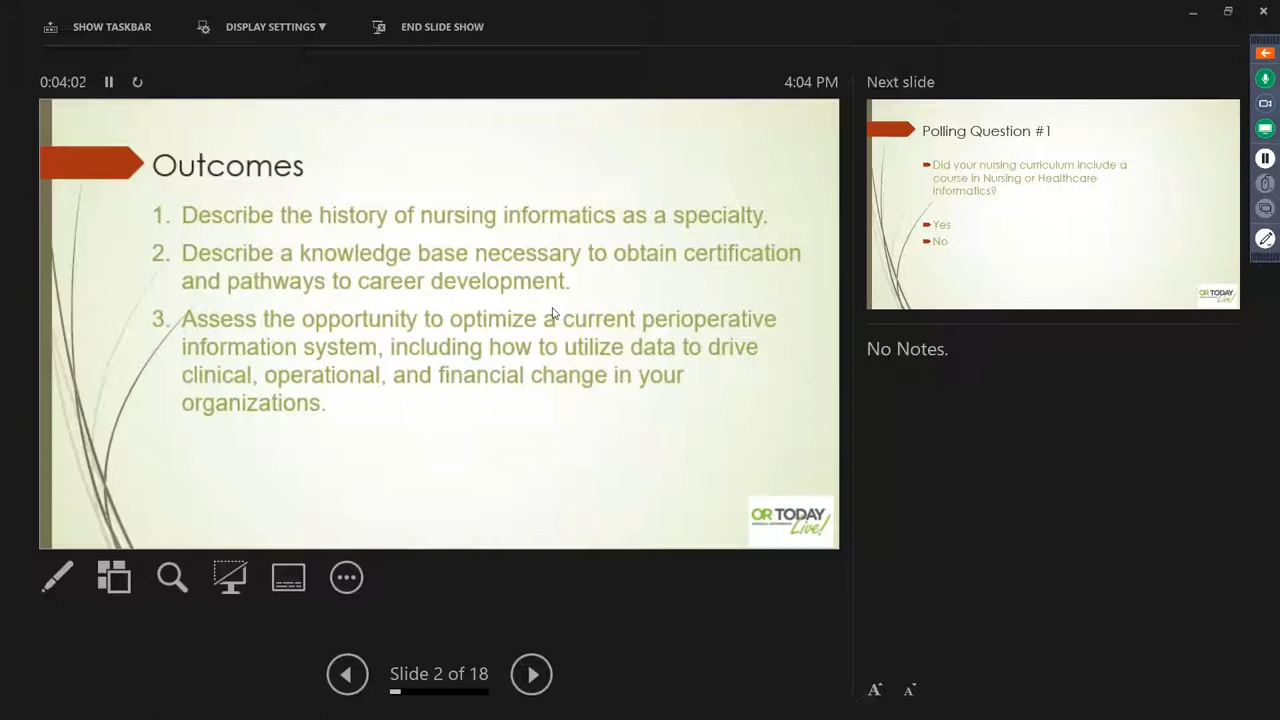 SHOW TASKBAR
DISPLAY SETTINGS ▼
END SLIDE SHOW
0:04:02
4:04 PM
Outcomes
1. Describe the history of nursing informatics as a specialty.
2. Describe a knowledge base necessary to obtain certification
and pathways to career development.
3. Assess the opportunity to optimize a current perioperative
information system, including how to utilize data to drive
clinical, operational, and financial change in your
organizations.
OR TODAY
Live!
Slide 2 of 18
Next slide
Polling Question #1
Did your nursing curriculum include a
course in Nursing or Healthcare
Informatics?
Yes
No
OR TODAY
Live!
No Notes.
A
A